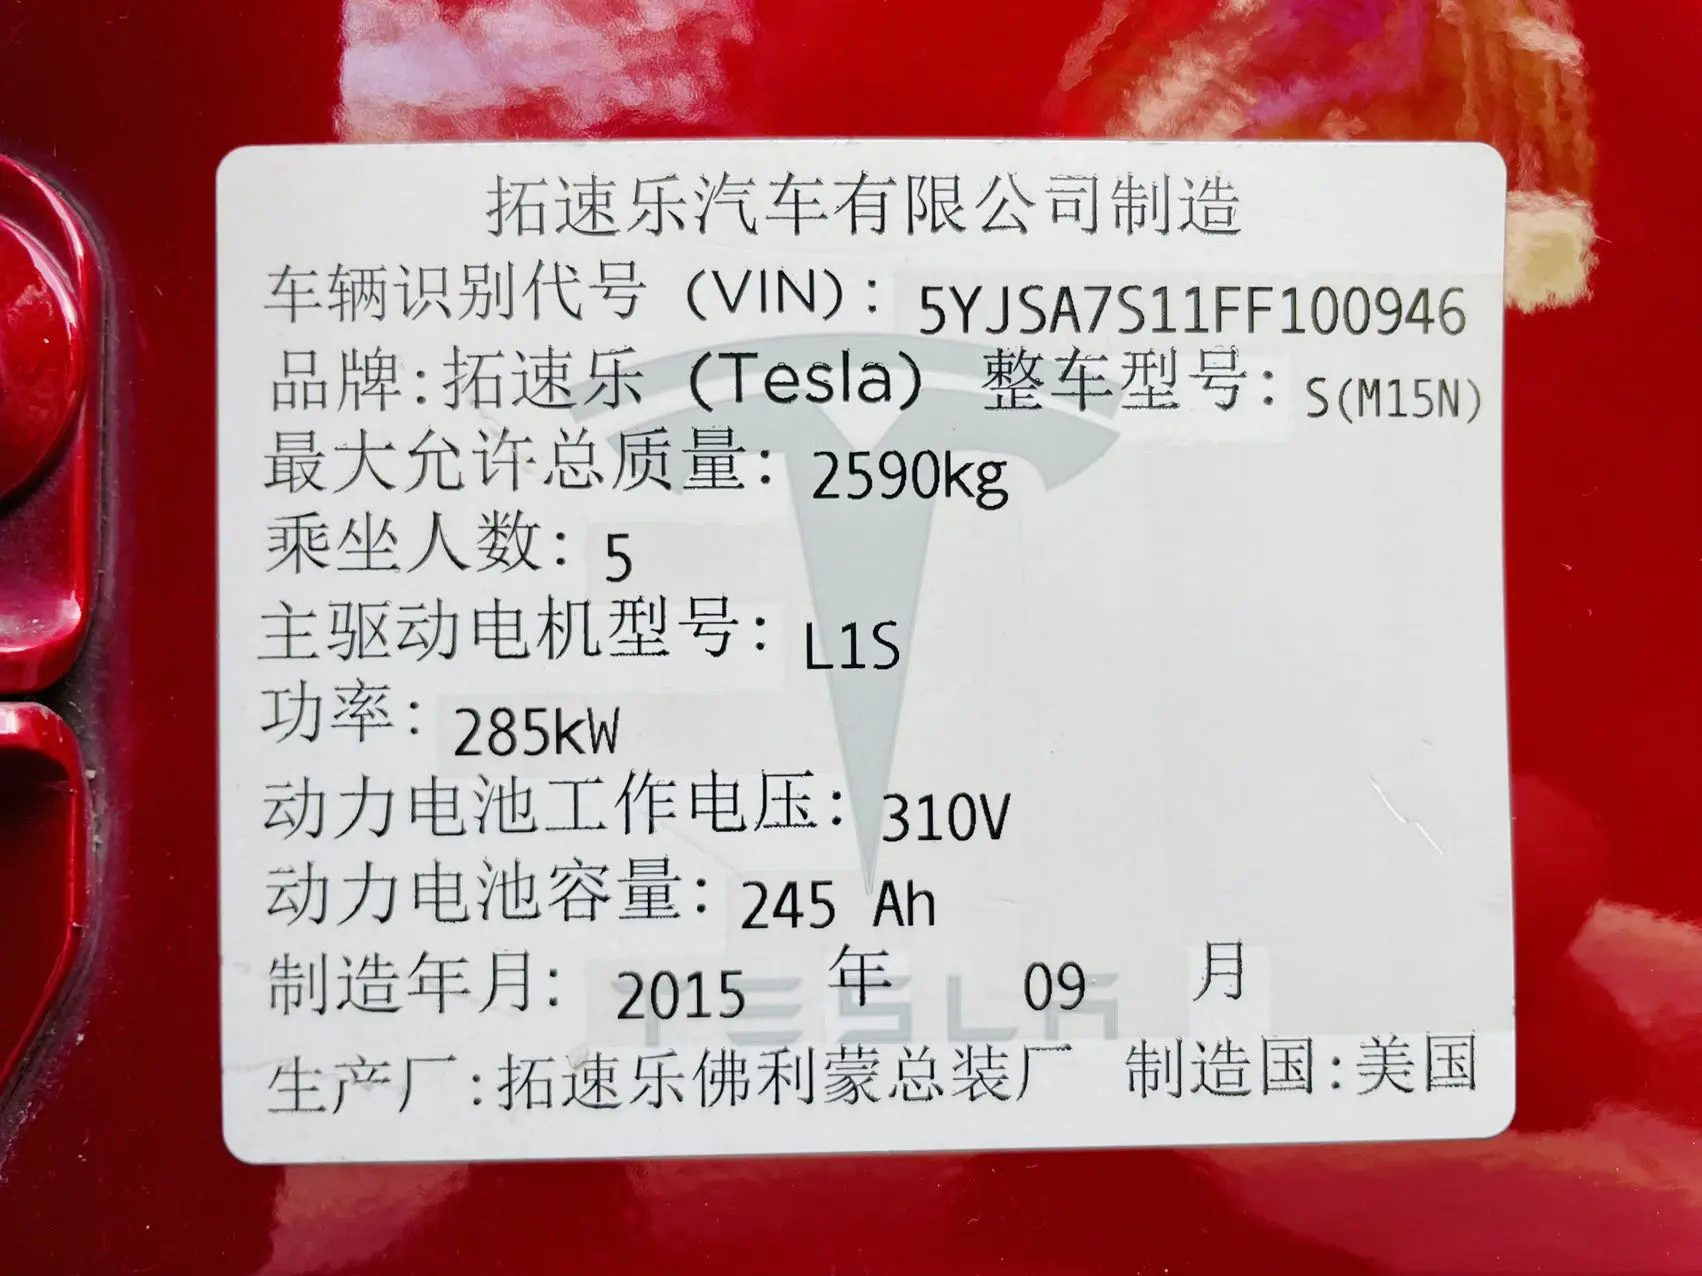 拓速乐汽车有限公司制造
车辆识别代号 (VIN): 5YJSA7S11FF100946
品牌:拓速乐 (Tesla) 整车型号: S(M15N)
最大允许总质量: 2590kg
乘坐人数: 5
主驱动电机型号: L1S
功率: 285kW
动力电池工作电压: 310V
动力电池容量: 245 Ah
制造年月: 2015 年 09 月
TESLA
生产厂:拓速乐佛利蒙总装厂 制造国:美国